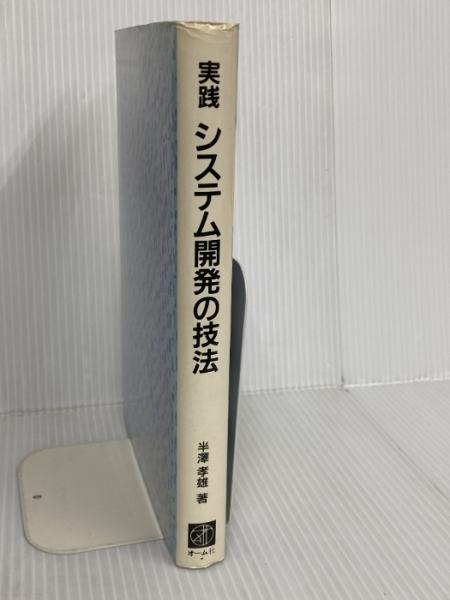 実践 システム開発の技法
半澤孝雄 著
オーム社